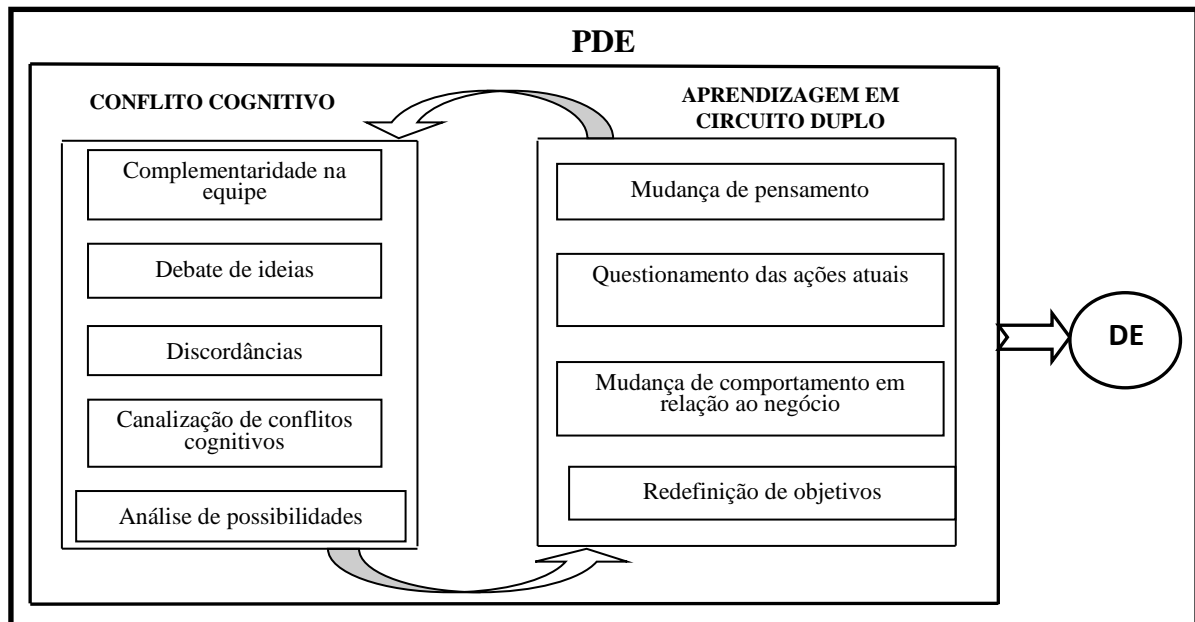 PDE
CONFLITO COGNITIVO
Complementaridade na
equipe
Debate de ideias
Discordâncias
Canalização de conflitos
cognitivos
Análise de possibilidades
APRENDIZAGEM EM
CIRCUITO DUPLO
Mudança de pensamento
Questionamento das ações atuais
Mudança de comportamento em
relação ao negócio
Redefinição de objetivos
DE